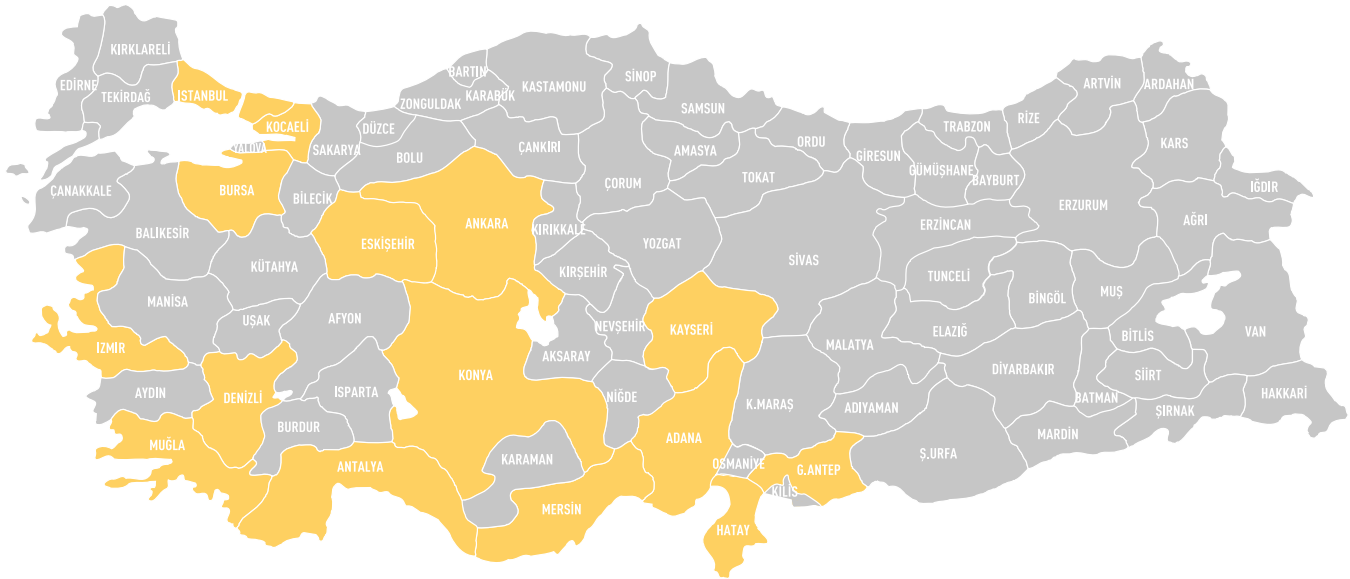 KIRKLARELİ
EDİRNE
TEKİRDAĞ
ISTANBUL
KOCAELİ
YALOVA
SAKARYA
DÜZCE
ZONGULDAK
BARTIN
KARABÜK
KASTAMONU
SİNOP
SAMSUN
ORDU
GİRESUN
TRABZON
RİZE
ARTVİN
ARDAHAN
KARS
IĞDIR
AĞRI
ERZURUM
BAYBURT
GÜMÜŞHANE
TOKAT
AMASYA
ÇORUM
ÇANKIRI
BOLU
BİLECİK
BURSA
ÇANAKKALE
BALIKESİR
KÜTAHYA
ESKİŞEHİR
ANKARA
KIRIKKALE
KIRŞEHİR
YOZGAT
SİVAS
ERZİNCAN
TUNCELİ
BİNGÖL
MUŞ
BİTLİS
VAN
HAKKARİ
ŞIRNAK
SİİRT
BATMAN
MARDİN
DİYARBAKIR
ELAZIĞ
MALATYA
ADIYAMAN
Ş.URFA
K.MARAŞ
KAYSERİ
NEVŞEHİR
AKSARAY
NİĞDE
KONYA
AFYON
UŞAK
MANİSA
IZMIR
AYDIN
DENİZLİ
ISPARTA
BURDUR
MUĞLA
ANTALYA
KARAMAN
MERSİN
ADANA
OSMANİYE
G.ANTEP
KİLİS
HATAY